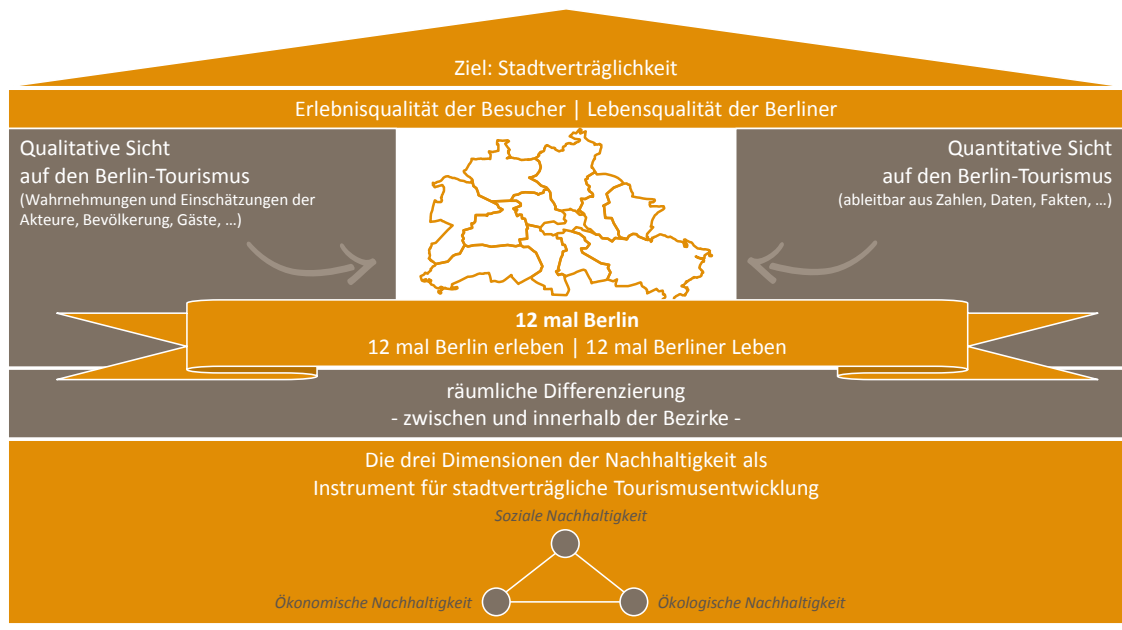 Ziel: Stadtverträglichkeit
Erlebnisqualität der Besucher | Lebensqualität der Berliner
Qualitative Sicht
auf den Berlin-Tourismus
(Wahrnehmungen und Einschätzungen der
Akteure, Bevölkerung, Gäste, …)
Quantitative Sicht
auf den Berlin-Tourismus
(ableitbar aus Zahlen, Daten, Fakten, …)
12 mal Berlin
12 mal Berlin erleben | 12 mal Berliner Leben
räumliche Differenzierung
- zwischen und innerhalb der Bezirke -
Die drei Dimensionen der Nachhaltigkeit als
Instrument für stadtverträgliche Tourismusentwicklung
Soziale Nachhaltigkeit
Ökonomische Nachhaltigkeit
Ökologische Nachhaltigkeit